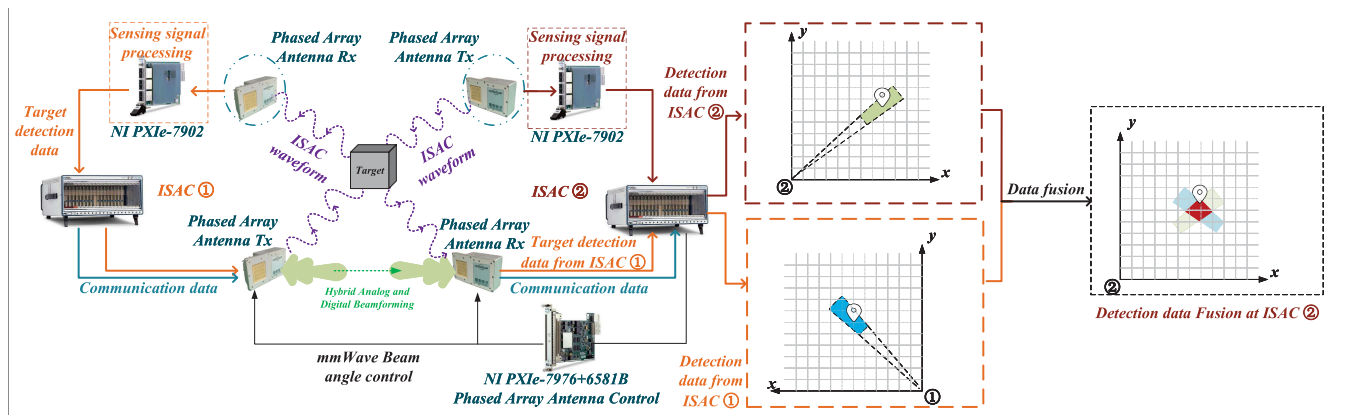 Sensing signal
processing
NI PXIe-7902
Phased Array
Antenna Rx
Phased Array
Antenna Tx
Sensing signal
processing
NI PXIe-7902
Target
detection
data
ISAC
waveform
ISAC
waveform
Target
ISAC ①
ISAC ②
Phased Array
Antenna Tx
Phased Array
Antenna Rx
Target detection
data from ISAC ①
Communication data
Communication data
Hybrid Analog and
Digital Beamforming
mmWave Beam
angle control
NI PXIe-7976+6581B
Phased Array Antenna Control
Detection
data from
ISAC ②
y
x
②
Detection
data from
ISAC ①
y
x
①
Data fusion
y
x
②
Detection data Fusion at ISAC ②